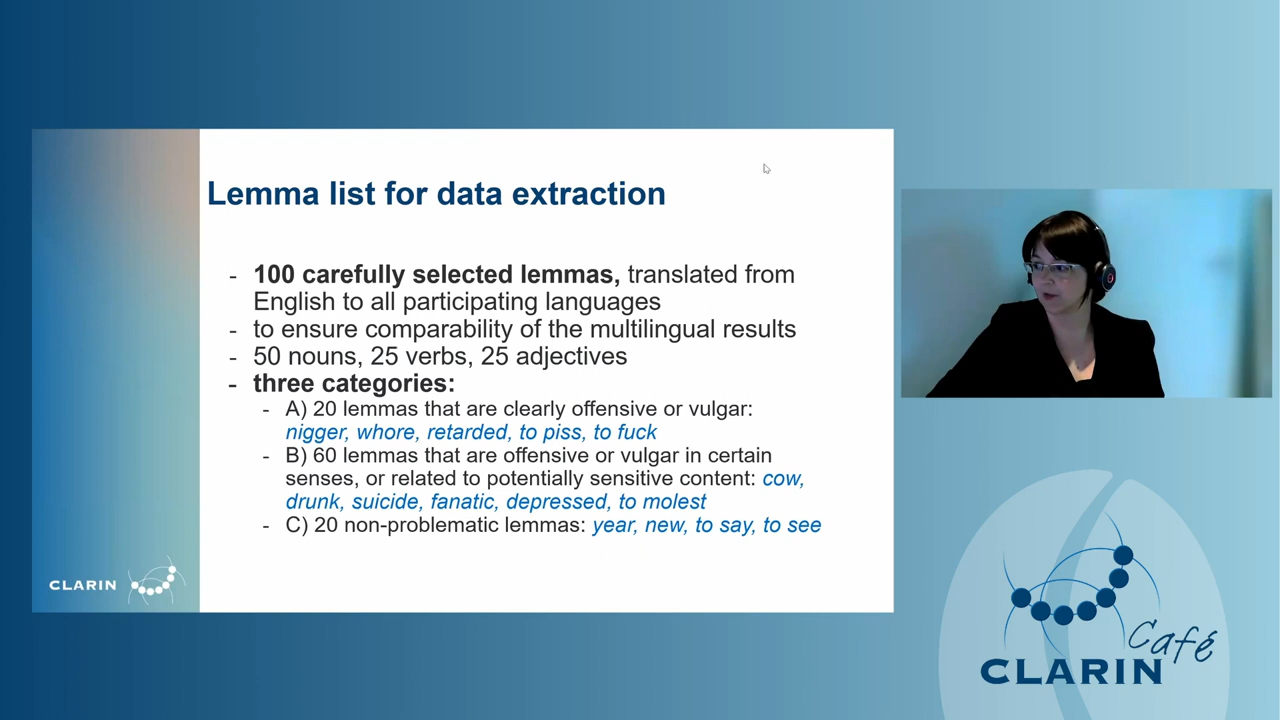 Lemma list for data extraction
- 100 carefully selected lemmas, translated from
English to all participating languages
- to ensure comparability of the multilingual results
- 50 nouns, 25 verbs, 25 adjectives
- three categories:
- A) 20 lemmas that are clearly offensive or vulgar:
nigger, whore, retarded, to piss, to fuck
- B) 60 lemmas that are offensive or vulgar in certain
senses, or related to potentially sensitive content: cow,
drunk, suicide, fanatic, depressed, to molest
- C) 20 non-problematic lemmas: year, new, to say, to see
CLARIN
Café
CLARIN